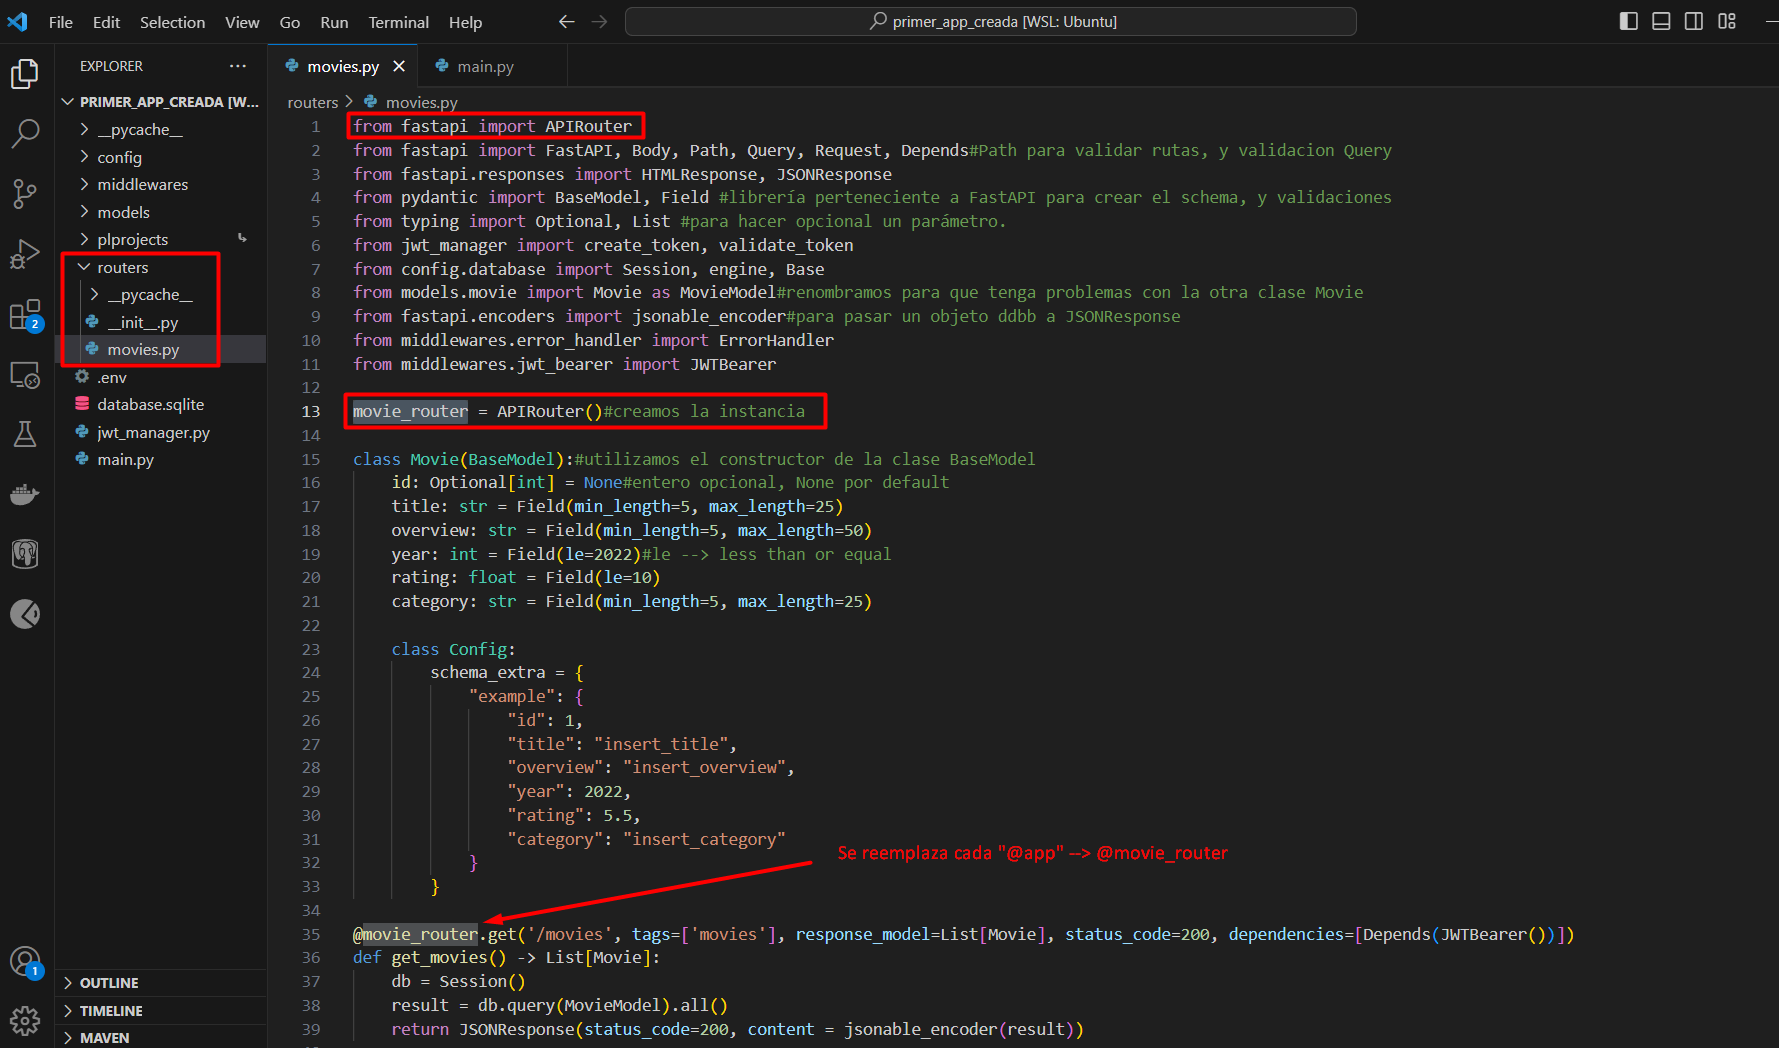 File Edit Selection View Go Run Terminal Help
primer_app_creada [WSL: Ubuntu]
EXPLORER
PRIMER_APP_CREADA [W...
__pycache__
config
middlewares
models
plprojects
routers
__pycache__
__init__.py
movies.py
.env
database.sqlite
jwt_manager.py
main.py
OUTLINE
TIMELINE
MAVEN
2
1
movies.py
main.py
routers > movies.py
1 from fastapi import APIRouter
2 from fastapi import FastAPI, Body, Path, Query, Request, Depends#Path para validar rutas, y validacion Query
3 from fastapi.responses import HTMLResponse, JSONResponse
4 from pydantic import BaseModel, Field #librería perteneciente a FastAPI para crear el schema, y validaciones
5 from typing import Optional, List #para hacer opcional un parámetro.
6 from jwt_manager import create_token, validate_token
7 from config.database import Session, engine, Base
8 from models.movie import Movie as MovieModel#renombramos para que tenga problemas con la otra clase Movie
9 from fastapi.encoders import jsonable_encoder#para pasar un objeto ddbb a JSONResponse
10 from middlewares.error_handler import ErrorHandler
11 from middlewares.jwt_bearer import JWTBearer
12
13 movie_router = APIRouter()#creamos la instancia
14
15 class Movie(BaseModel):#utilizamos el constructor de la clase BaseModel
16 id: Optional[int] = None#entero opcional, None por default
17 title: str = Field(min_length=5, max_length=25)
18 overview: str = Field(min_length=5, max_length=50)
19 year: int = Field(le=2022)#le --> less than or equal
20 rating: float = Field(le=10)
21 category: str = Field(min_length=5, max_length=25)
22
23 class Config:
24 schema_extra = {
25 "example": {
26 "id": 1,
27 "title": "insert_title",
28 "overview": "insert_overview",
29 "year": 2022,
30 "rating": 5.5,
31 "category": "insert_category"
Se reemplaza cada "@app" --> @movie_router
32 }
33 }
34
35 @movie_router.get('/movies', tags=['movies'], response_model=List[Movie], status_code=200, dependencies=[Depends(JWTBearer())])
36 def get_movies() -> List[Movie]:
37 db = Session()
38 result = db.query(MovieModel).all()
39 return JSONResponse(status_code=200, content = jsonable_encoder(result))